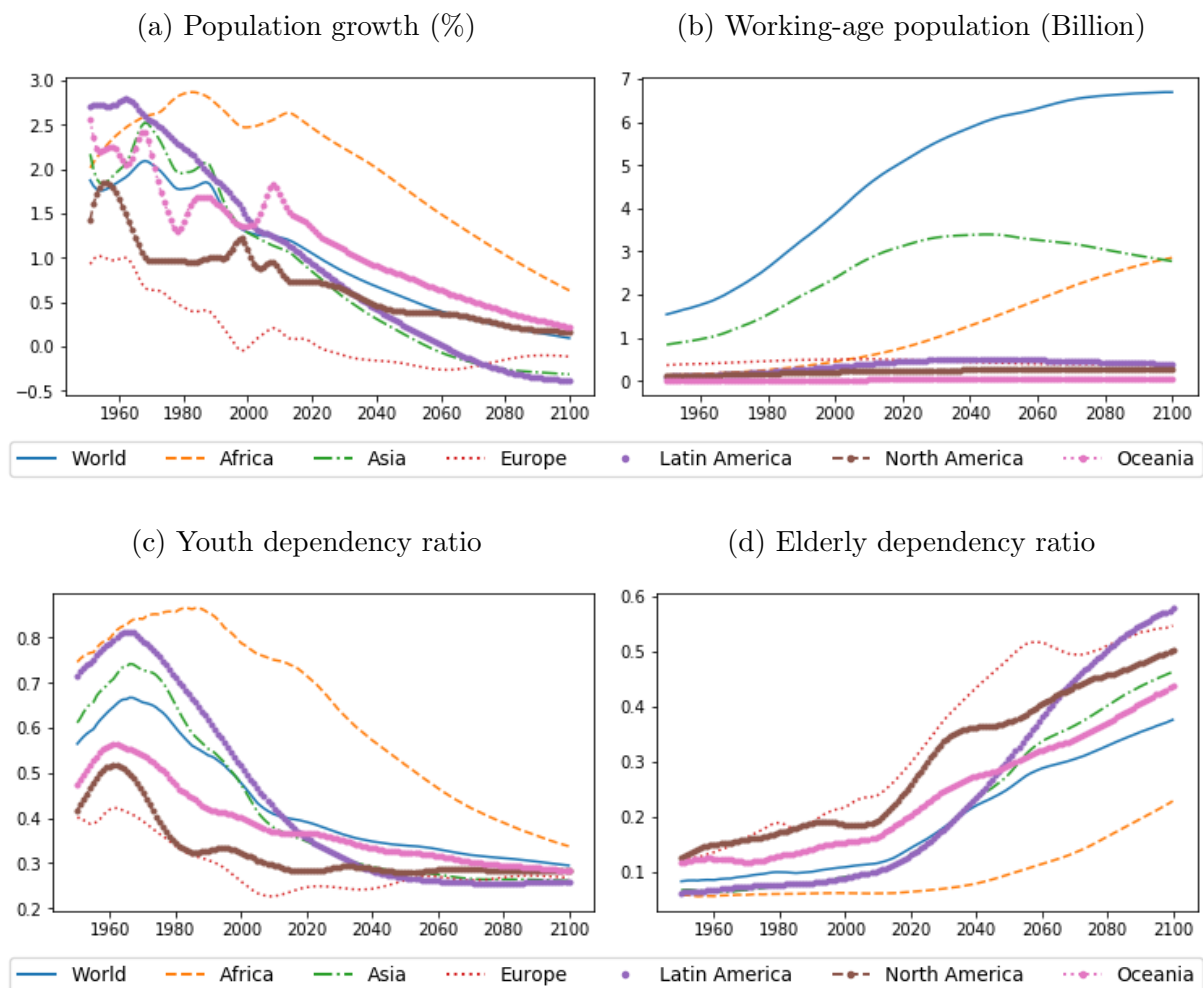 (a) Population growth (%)
(b) Working-age population (Billion)
3.0
2.5
2.0
1.5
1.0
0.5
0.0
−0.5
1960 1980 2000 2020 2040 2060 2080 2100
7
6
5
4
3
2
1
0
1960 1980 2000 2020 2040 2060 2080 2100
World Africa Asia Europe Latin America North America Oceania
(c) Youth dependency ratio
(d) Elderly dependency ratio
0.8
0.7
0.6
0.5
0.4
0.3
0.2
1960 1980 2000 2020 2040 2060 2080 2100
0.6
0.5
0.4
0.3
0.2
0.1
1960 1980 2000 2020 2040 2060 2080 2100
World Africa Asia Europe Latin America North America Oceania